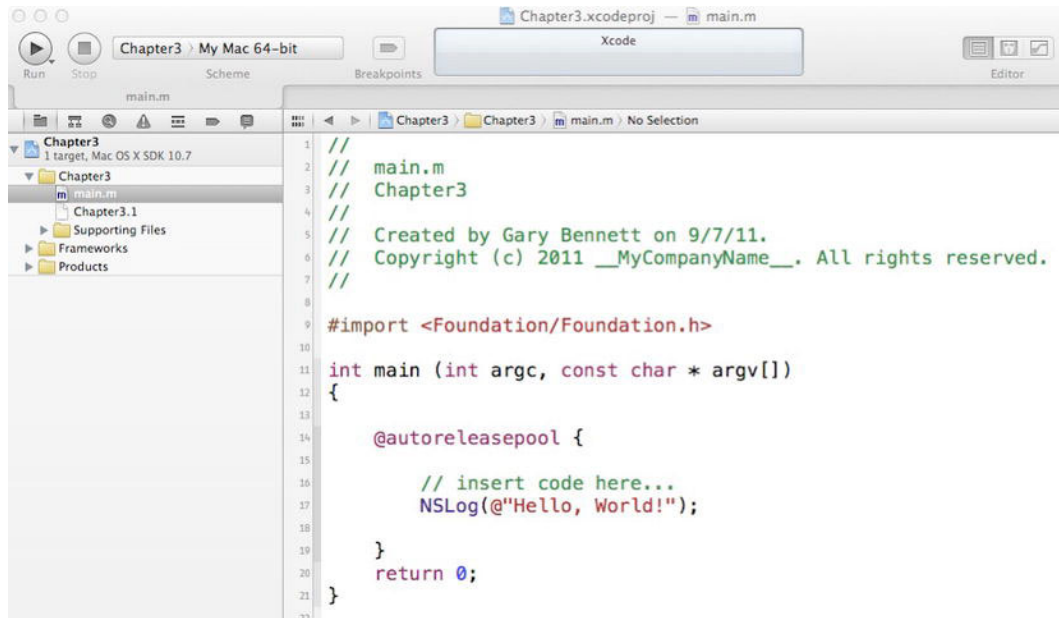 Chapter3.xcodeproj — m main.m
Chapter3 › My Mac 64-bit
Xcode
Run Stop Scheme Breakpoints Editor
main.m
Chapter3 › Chapter3 › m main.m › No Selection
Chapter3
1 target, Mac OS X SDK 10.7
Chapter3
m main.m
Chapter3.1
Supporting Files
Frameworks
Products
1 //
2 //  main.m
3 //  Chapter3
4 //
5 //  Created by Gary Bennett on 9/7/11.
6 //  Copyright (c) 2011 __MyCompanyName__. All rights reserved.
7 //
8
9 #import <Foundation/Foundation.h>
10
11 int main (int argc, const char * argv[])
12 {
13
14     @autoreleasepool {
15
16         // insert code here...
17         NSLog(@"Hello, World!");
18
19     }
20     return 0;
21 }
22